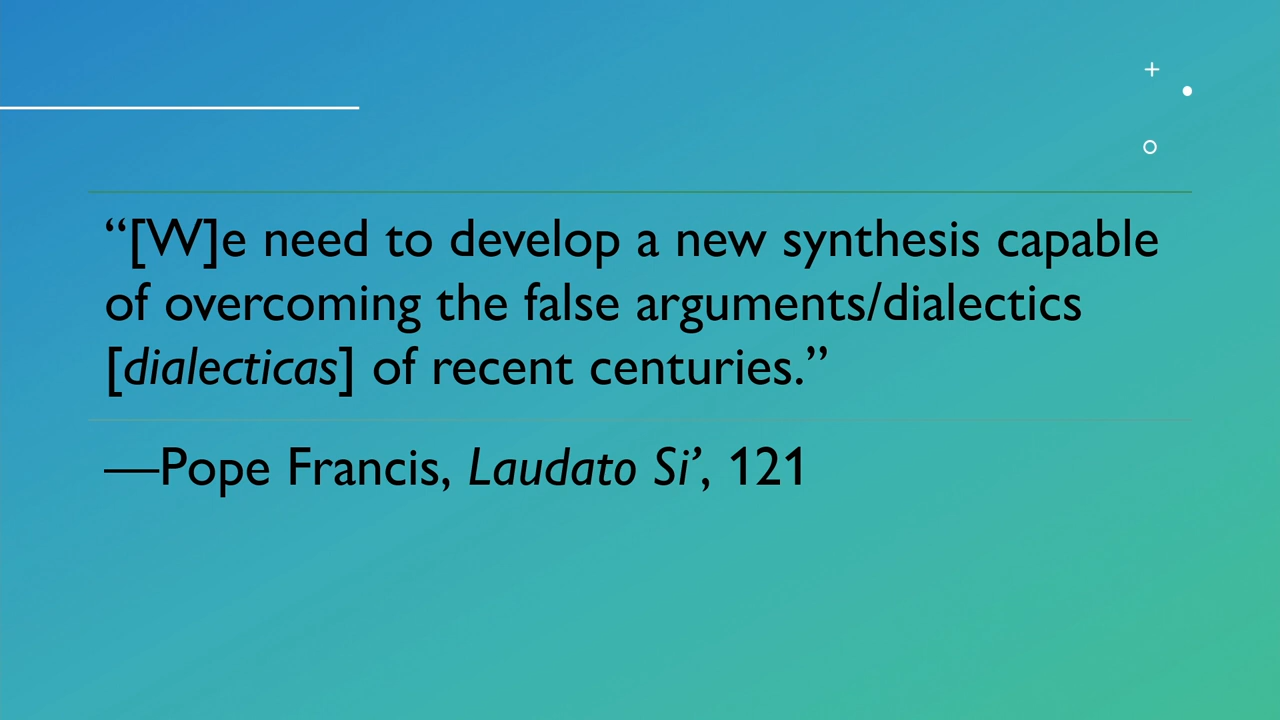 “[W]e need to develop a new synthesis capable
of overcoming the false arguments/dialectics
[dialecticas] of recent centuries.”
—Pope Francis, Laudato Si’, 121